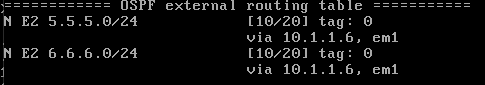 ============ OSPF external routing table ===========
N E2 5.5.5.0/24 [10/20] tag: 0
via 10.1.1.6, em1
N E2 6.6.6.0/24 [10/20] tag: 0
via 10.1.1.6, em1